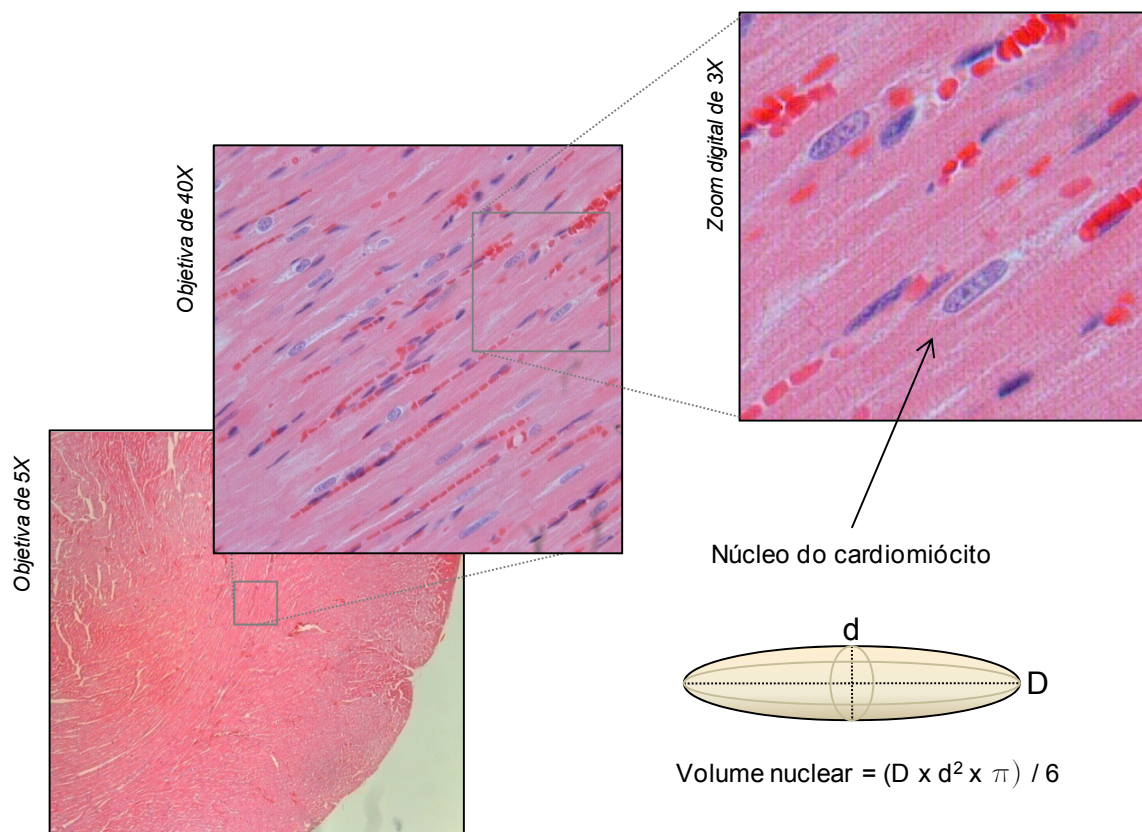 Zoom digital de 3X
Objetiva de 40X
Objetiva de 5X
Núcleo do cardiomiócito
d
D
Volume nuclear = (D x d² x π) / 6